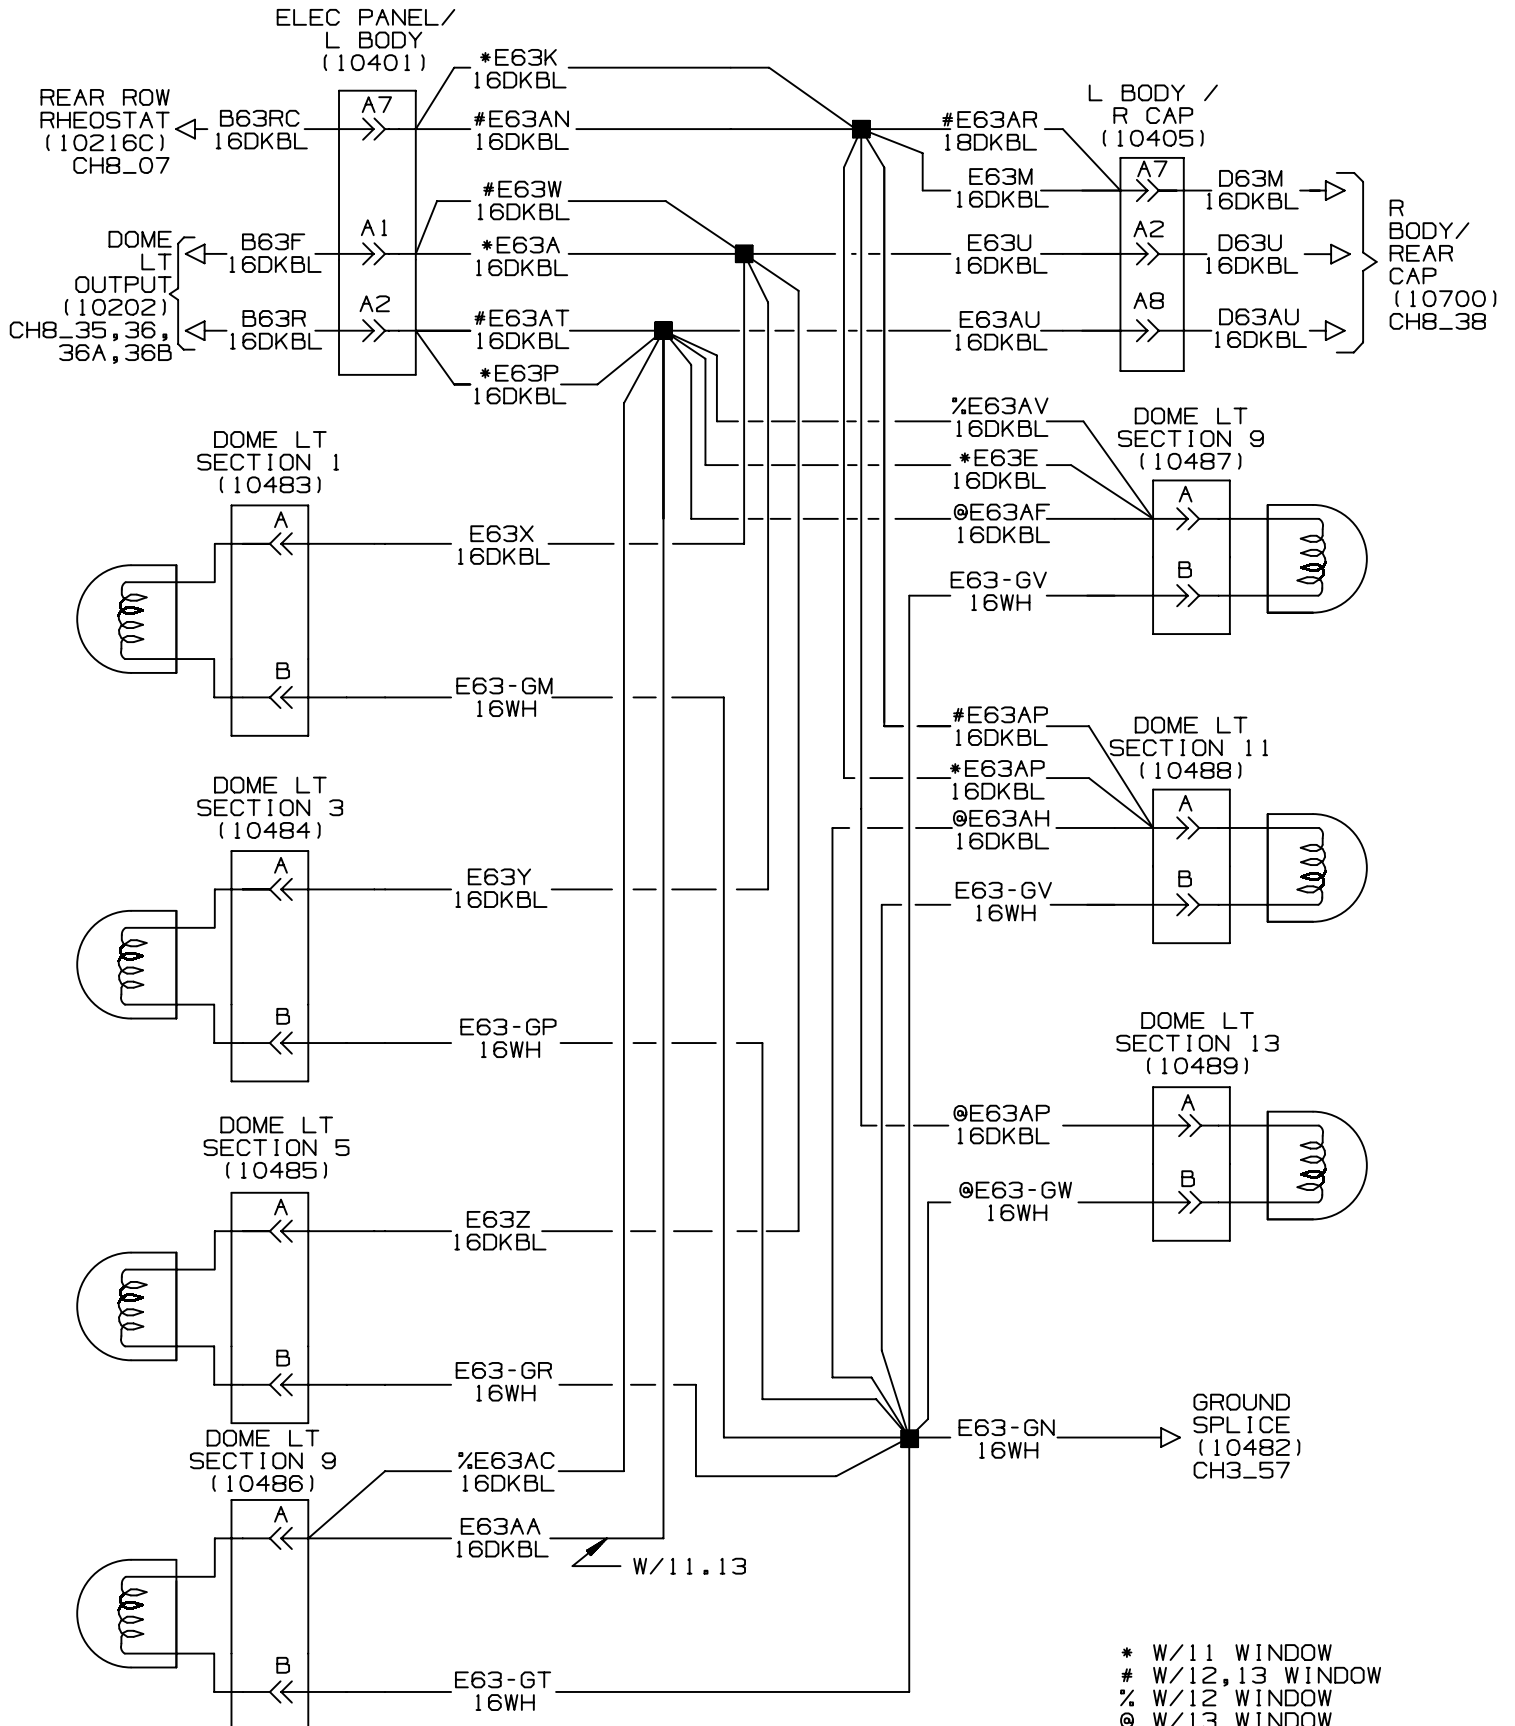 ELEC PANEL/
L BODY
(10401)
REAR ROW
RHEOSTAT
(10216C)
CH8_07
B63RC
16DKBL
A7
*E63K
16DKBL
#E63AN
16DKBL
#E63AR
18DKBL
L BODY /
R CAP
(10405)
E63M
16DKBL
A7
D63M
16DKBL
#E63W
16DKBL
DOME
LT
OUTPUT
(10202)
CH8_35,36,
36A,36B
B63F
16DKBL
A1
*E63A
16DKBL
E63U
16DKBL
A2
D63U
16DKBL
R
BODY/
REAR
CAP
(10700)
CH8_38
B63R
16DKBL
A2
#E63AT
16DKBL
E63AU
16DKBL
A8
D63AU
16DKBL
*E63P
16DKBL
%E63AV
16DKBL
*E63E
16DKBL
@E63AF
16DKBL
DOME LT
SECTION 9
(10487)
A
B
E63-GV
16WH
DOME LT
SECTION 1
(10483)
A
E63X
16DKBL
B
E63-GM
16WH
#E63AP
16DKBL
*E63AP
16DKBL
@E63AH
16DKBL
DOME LT
SECTION 11
(10488)
A
B
E63-GV
16WH
DOME LT
SECTION 3
(10484)
A
E63Y
16DKBL
B
E63-GP
16WH
DOME LT
SECTION 13
(10489)
@E63AP
16DKBL
A
@E63-GW
16WH
B
DOME LT
SECTION 5
(10485)
A
E63Z
16DKBL
B
E63-GR
16WH
E63-GN
16WH
GROUND
SPLICE
(10482)
CH3_57
DOME LT
SECTION 9
(10486)
%E63AC
16DKBL
A
E63AA
16DKBL
W/11.13
B
E63-GT
16WH
* W/11 WINDOW
# W/12,13 WINDOW
% W/12 WINDOW
@ W/13 WINDOW